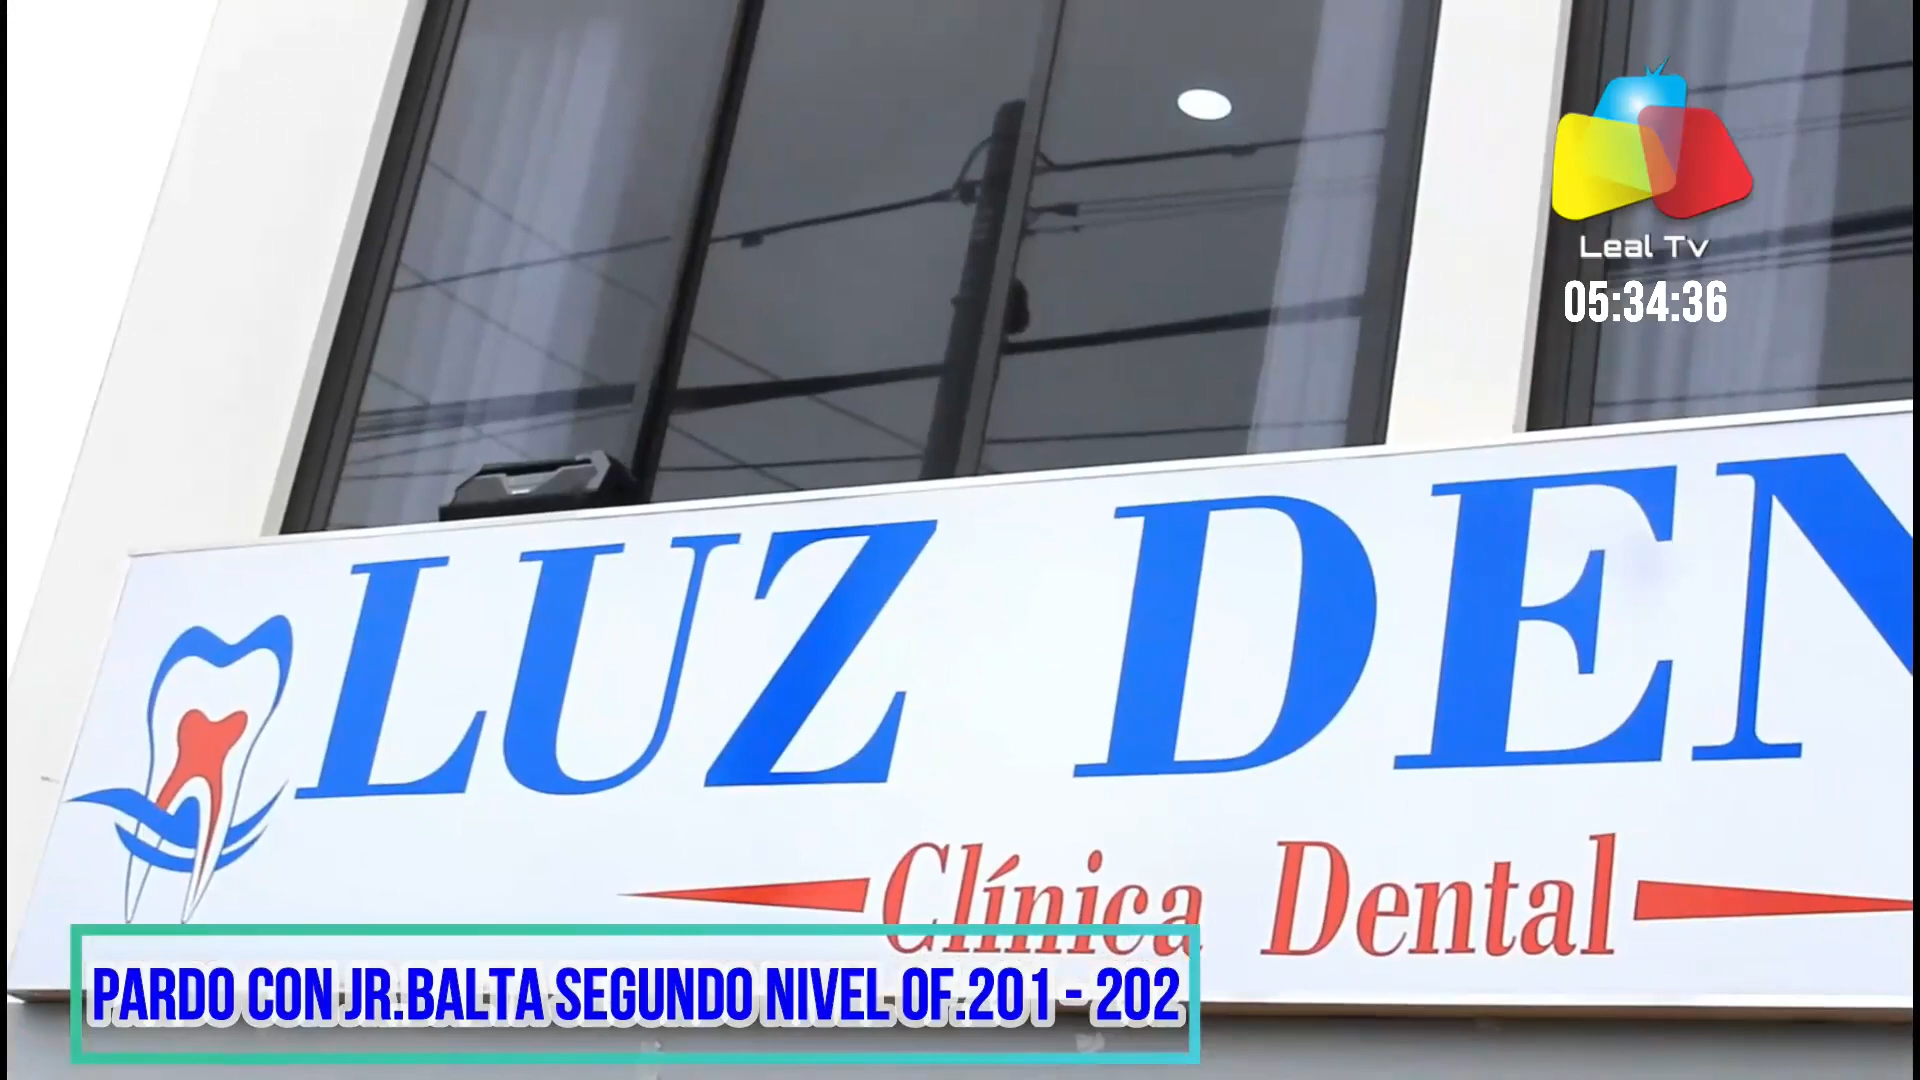 Leal Tv
05:34:36
LUZ DEN
Clínica Dental
PARDO CON JR.BALTA SEGUNDO NIVEL OF.201 - 202